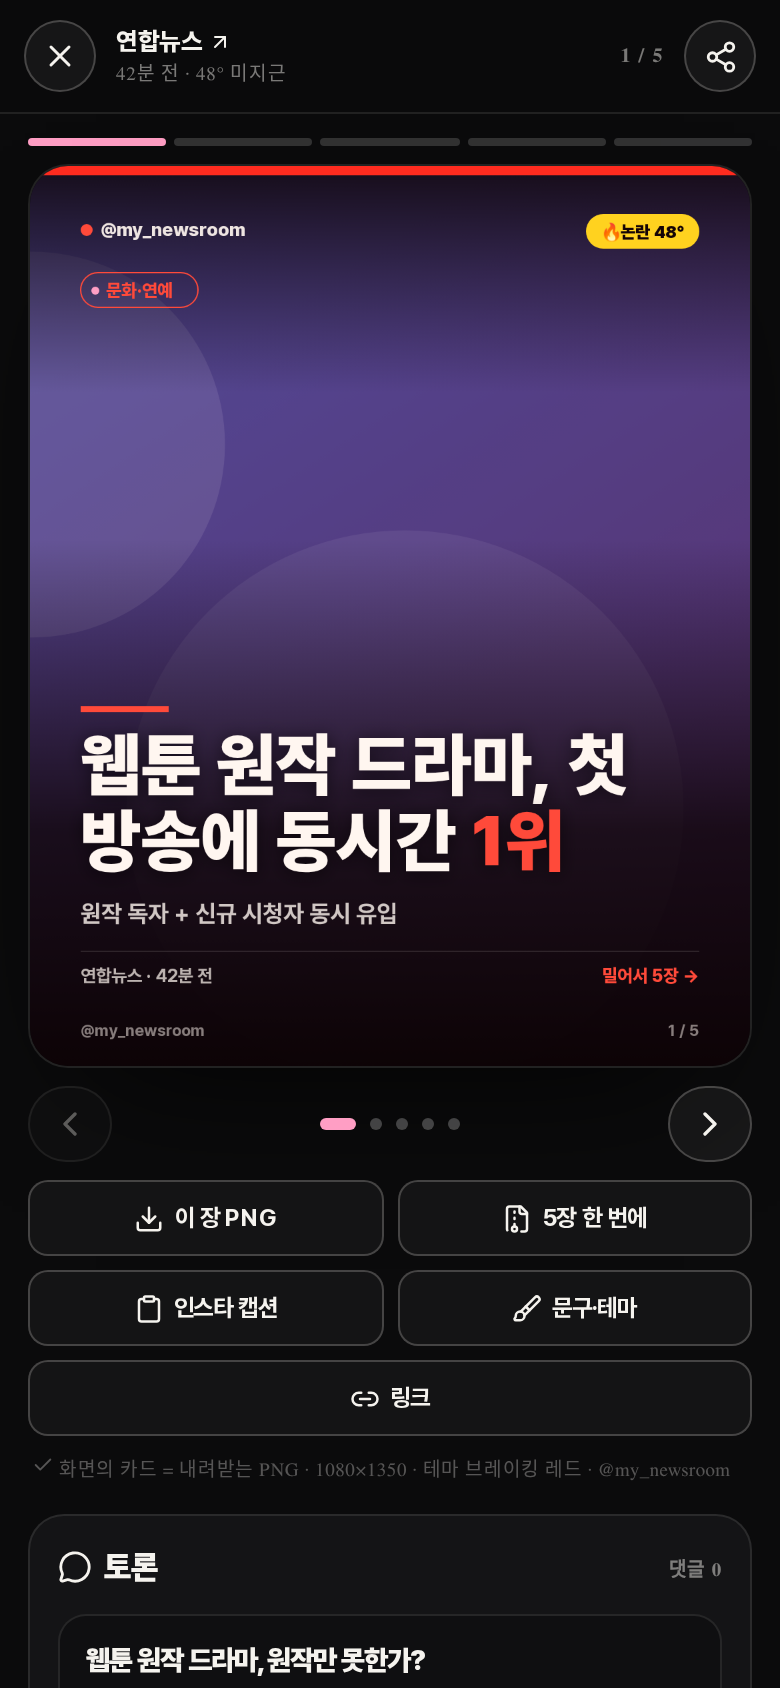 연합뉴스
42분 전 · 48° 미지근
1 / 5
@my_newsroom
🔥논란 48°
문화·연예
웹툰 원작 드라마, 첫
방송에 동시간 1위
원작 독자 + 신규 시청자 동시 유입
연합뉴스 · 42분 전
밀어서 5장 →
@my_newsroom
1 / 5
이 장 PNG
5장 한 번에
인스타 캡션
문구·테마
링크
화면의 카드 = 내려받는 PNG · 1080×1350 · 테마 브레이킹 레드 · @my_newsroom
토론
댓글 0
웹툰 원작 드라마, 원작만 못한가?